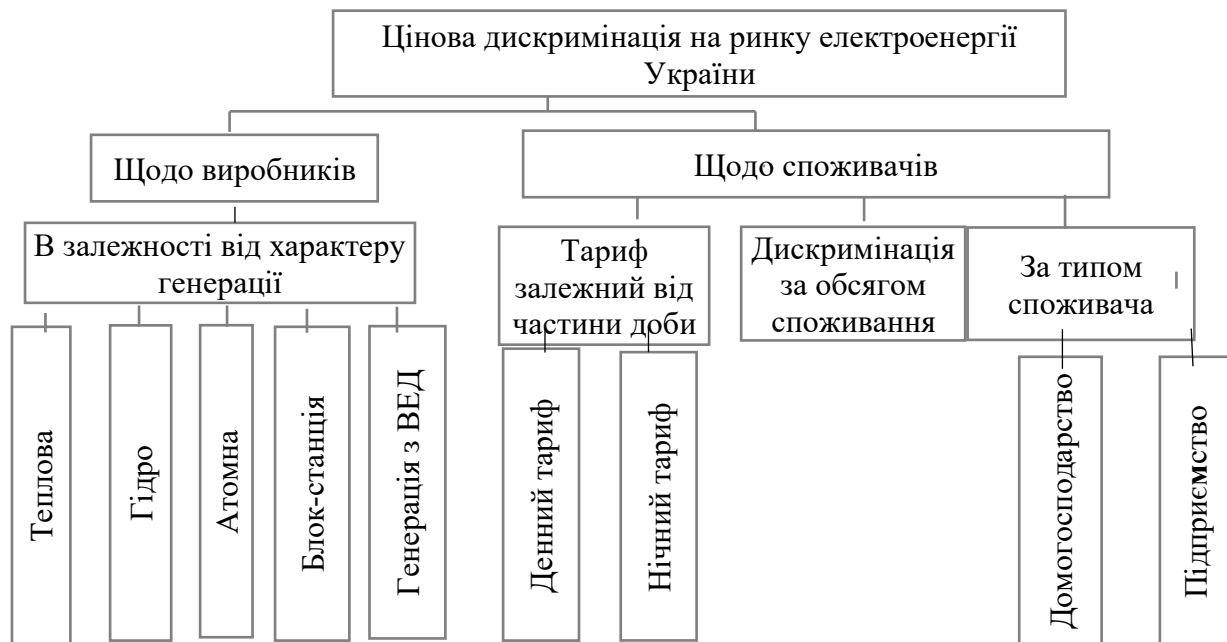 Цінова дискримінація на ринку електроенергії
України
Щодо виробників
Щодо споживачів
В залежності від характеру
генерації
Тариф
залежний від
частини доби
Дискримінація
за обсягом
споживання
За типом
споживача
Теплова
Гідро
Атомна
Блок-станція
Генерація з ВЕД
Денний тариф
Нічний тариф
Домогосподарство
Підприємство